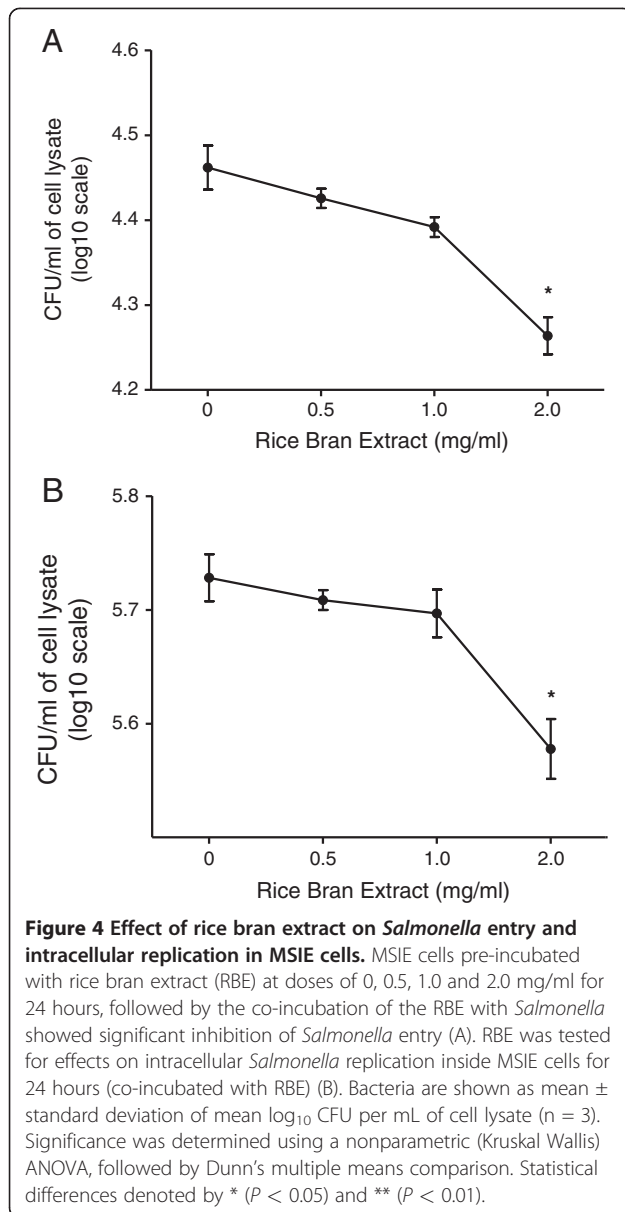 A
4.6
4.5
4.4
4.3
4.2
CFU/ml of cell lysate
(log10 scale)
*
0 0.5 1.0 2.0
Rice Bran Extract (mg/ml)
B
5.8
5.7
5.6
CFU/ml of cell lysate
(log10 scale)
*
0 0.5 1.0 2.0
Rice Bran Extract (mg/ml)
Figure 4 Effect of rice bran extract on Salmonella entry and
intracellular replication in MSIE cells. MSIE cells pre-incubated
with rice bran extract (RBE) at doses of 0, 0.5, 1.0 and 2.0 mg/ml for
24 hours, followed by the co-incubation of the RBE with Salmonella
showed significant inhibition of Salmonella entry (A). RBE was tested
for effects on intracellular Salmonella replication inside MSIE cells for
24 hours (co-incubated with RBE) (B). Bacteria are shown as mean ±
standard deviation of mean log₁₀ CFU per mL of cell lysate (n = 3).
Significance was determined using a nonparametric (Kruskal Wallis)
ANOVA, followed by Dunn's multiple means comparison. Statistical
differences denoted by * (P < 0.05) and ** (P < 0.01).